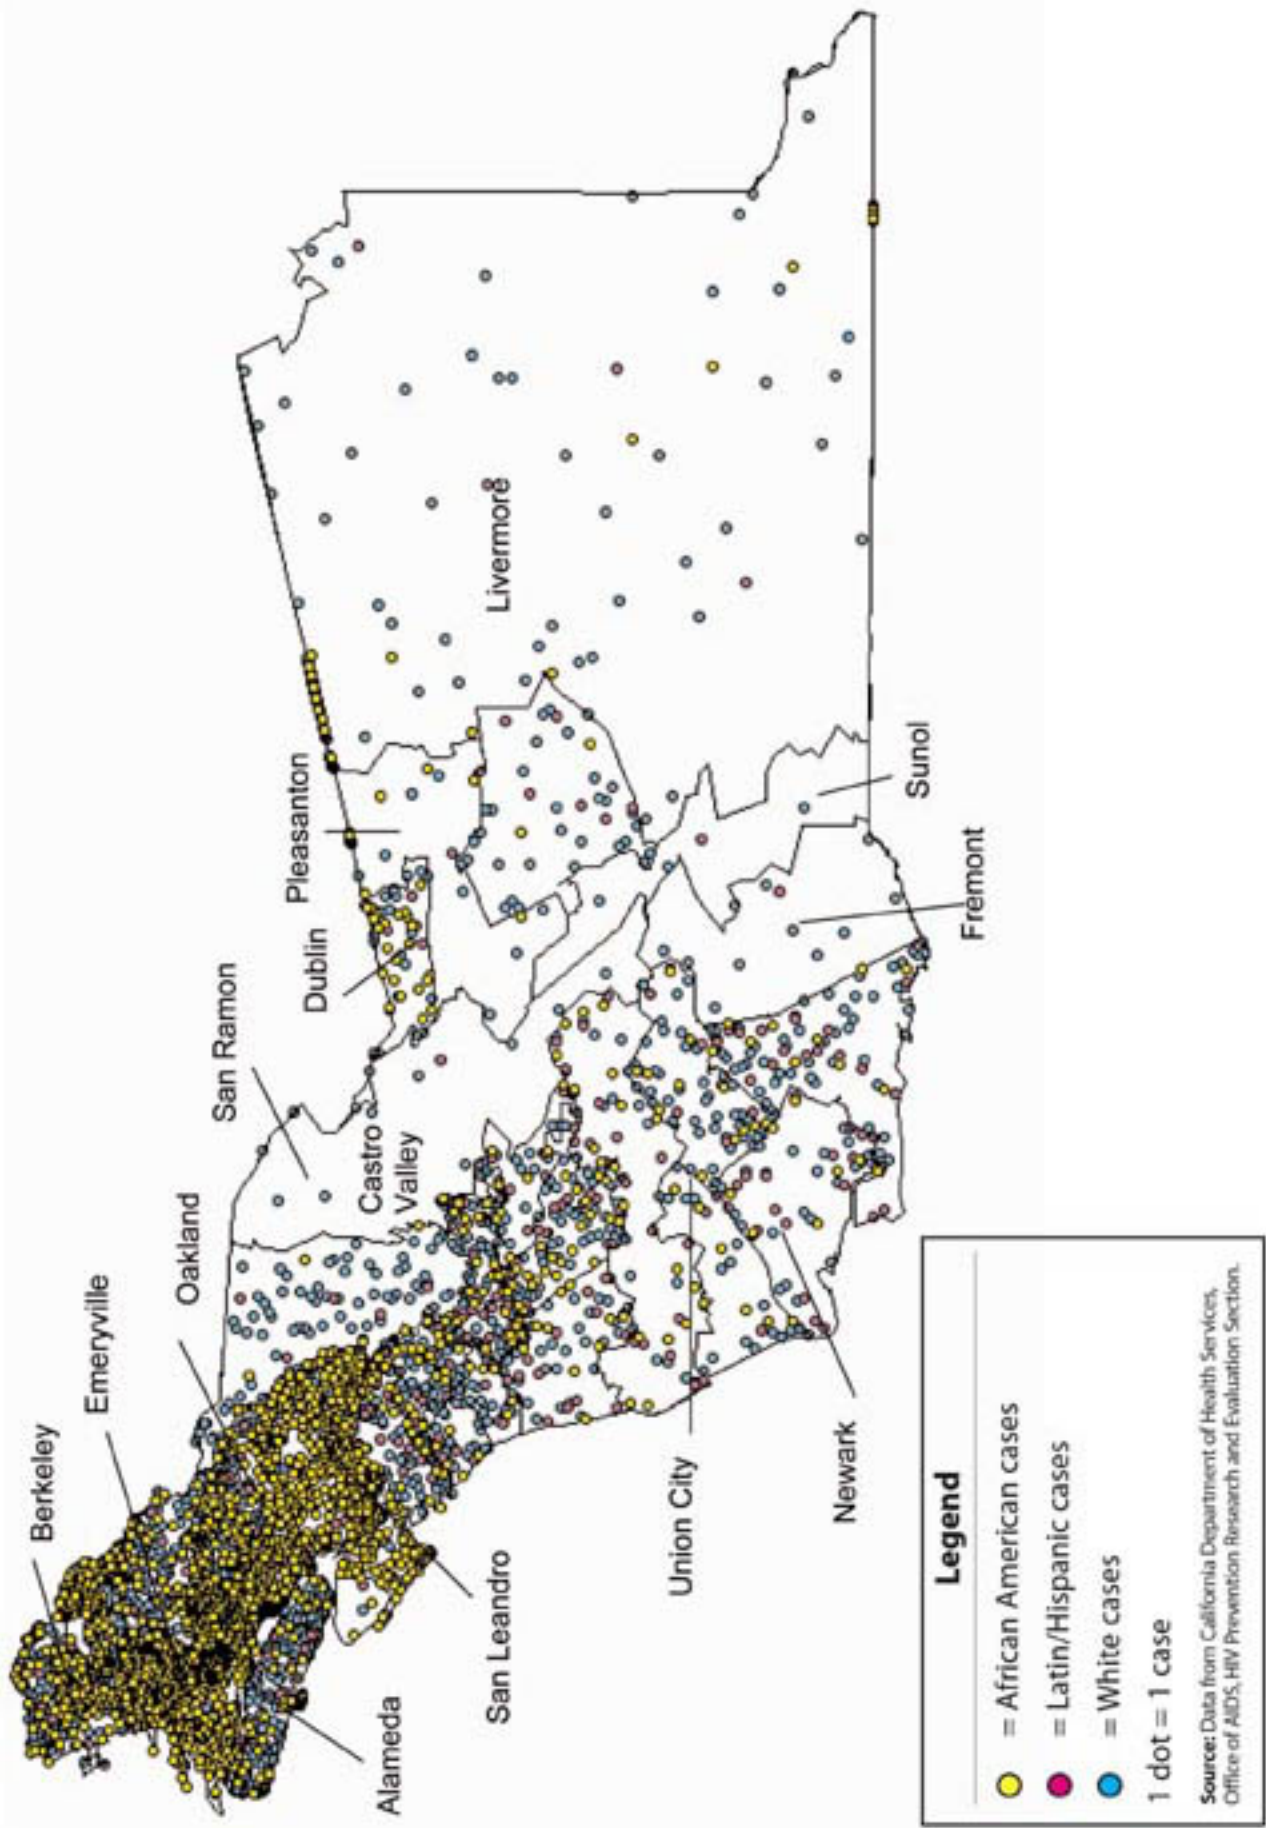 Berkeley
Emeryville
Oakland
San Ramon
Castro
Valley
Dublin
Pleasanton
Livermore
Alameda
San Leandro
Union City
Newark
Fremont
Sunol
Legend
= African American cases
= Latin/Hispanic cases
= White cases
1 dot = 1 case
Source: Data from California Department of Health Services,
Office of AIDS, HIV Prevention Research and Evaluation Section.